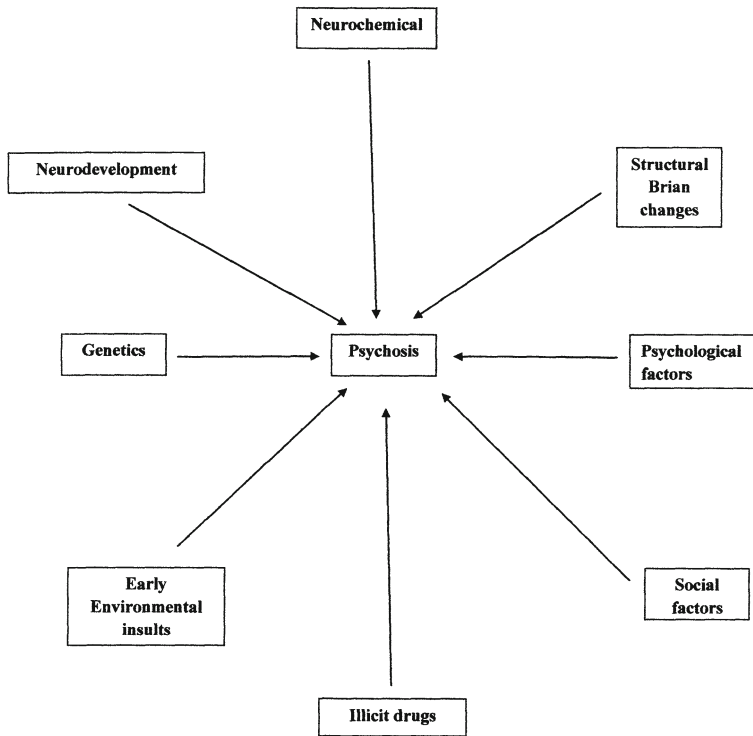 Neurochemical
Neurodevelopment
Structural
Brian
changes
Genetics
Psychosis
Psychological
factors
Early
Environmental
insults
Social
factors
Illicit drugs